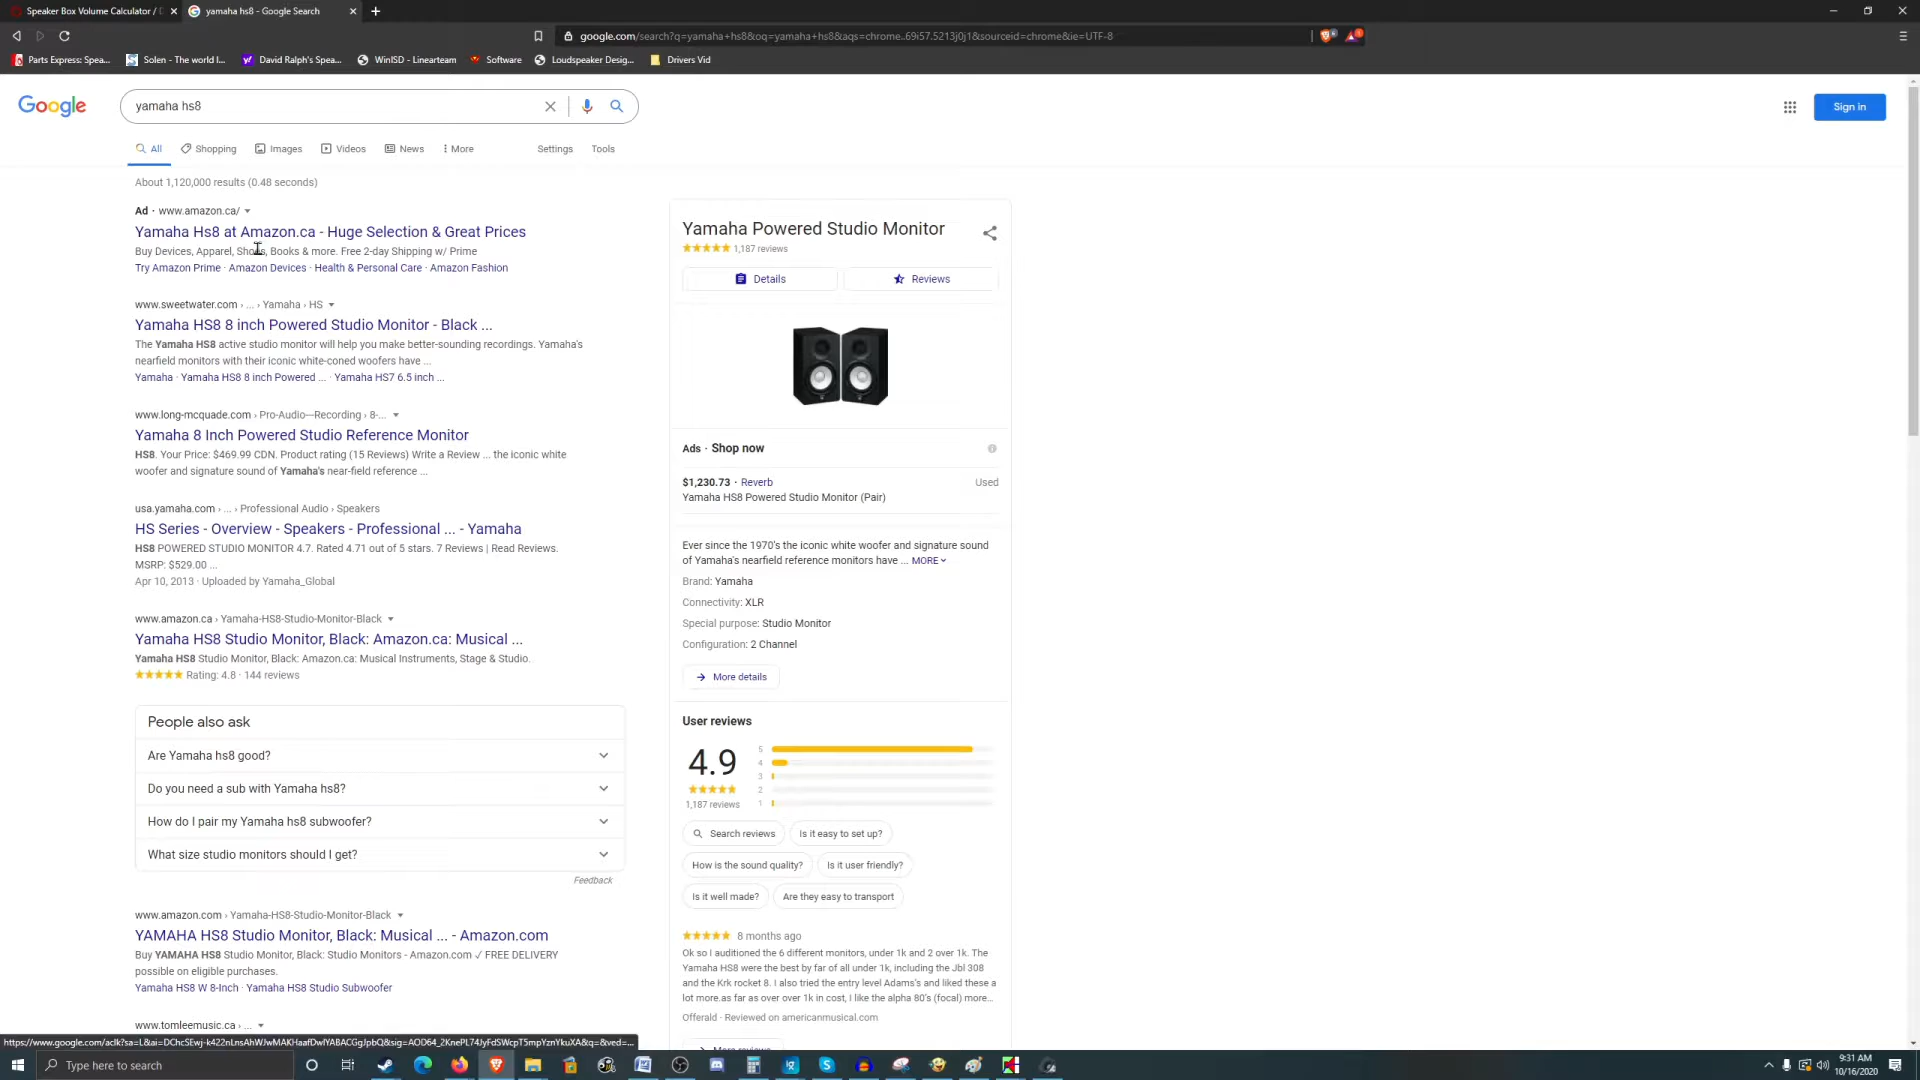 Speaker Box Volume Calculator / (
yamaha hs8 - Google Search
google.com/search?q=yamaha+hs8&oq=yamaha+hs8&aqs=chrome..69i57.5213j0j1&sourceid=chrome&ie=UTF-8
Parts Express: Spea...
Solen - The world l...
David Ralph's Spea...
WinISD - Linearteam
Software
Loudspeaker Desig...
Drivers Vid
Google
yamaha hs8
Sign in
All
Shopping
Images
Videos
News
More
Settings
Tools
About 1,120,000 results (0.48 seconds)
Ad · www.amazon.ca/
Yamaha Hs8 at Amazon.ca - Huge Selection & Great Prices
Buy Devices, Apparel, Shoes, Books & more. Free 2-day Shipping w/ Prime
Try Amazon Prime · Amazon Devices · Health & Personal Care · Amazon Fashion
www.sweetwater.com › ... › Yamaha › HS
Yamaha HS8 8 inch Powered Studio Monitor - Black ...
The Yamaha HS8 active studio monitor will help you make better-sounding recordings. Yamaha's
nearfield monitors with their iconic white-coned woofers have ...
Yamaha · Yamaha HS8 8 inch Powered ... · Yamaha HS7 6.5 inch ...
www.long-mcquade.com › Pro-Audio---Recording › 8-...
Yamaha 8 Inch Powered Studio Reference Monitor
HS8. Your Price: $469.99 CDN. Product rating (15 Reviews) Write a Review ... the iconic white
woofer and signature sound of Yamaha's near-field reference ...
usa.yamaha.com › ... › Professional Audio › Speakers
HS Series - Overview - Speakers - Professional ... - Yamaha
HS8 POWERED STUDIO MONITOR 4.7. Rated 4.71 out of 5 stars. 7 Reviews | Read Reviews.
MSRP: $529.00 ...
Apr 10, 2013 · Uploaded by Yamaha_Global
www.amazon.ca › Yamaha-HS8-Studio-Monitor-Black
Yamaha HS8 Studio Monitor, Black: Amazon.ca: Musical ...
Yamaha HS8 Studio Monitor, Black: Amazon.ca: Musical Instruments, Stage & Studio.
Rating: 4.8 · 144 reviews
People also ask
Are Yamaha hs8 good?
Do you need a sub with Yamaha hs8?
How do I pair my Yamaha hs8 subwoofer?
What size studio monitors should I get?
Feedback
www.amazon.com › Yamaha-HS8-Studio-Monitor-Black
YAMAHA HS8 Studio Monitor, Black: Musical ... - Amazon.com
Buy YAMAHA HS8 Studio Monitor, Black: Studio Monitors - Amazon.com ✓ FREE DELIVERY
possible on eligible purchases.
Yamaha HS8 W 8-Inch · Yamaha HS8 Studio Subwoofer
www.tomleemusic.ca › ...
Yamaha Powered Studio Monitor
1,187 reviews
Details
Reviews
Ads · Shop now
$1,230.73 · Reverb
Used
Yamaha HS8 Powered Studio Monitor (Pair)
Ever since the 1970's the iconic white woofer and signature sound
of Yamaha's nearfield reference monitors have ... MORE
Brand: Yamaha
Connectivity: XLR
Special purpose: Studio Monitor
Configuration: 2 Channel
More details
User reviews
4.9
1,187 reviews
5
4
3
2
1
Search reviews
Is it easy to set up?
How is the sound quality?
Is it user friendly?
Is it well made?
Are they easy to transport
8 months ago
Ok so I auditioned the 6 different monitors, under 1k and 2 over 1k. The
Yamaha HS8 were the best by far of all under 1k, including the Jbl 308
and the Krk rocket 8. I also tried the entry level Adams's and liked these a
lot more.as far as over over 1k in cost, I like the alpha 80's (focal) more...
Offerald · Reviewed on americanmusical.com
Type here to search
9:31 AM
10/16/2020